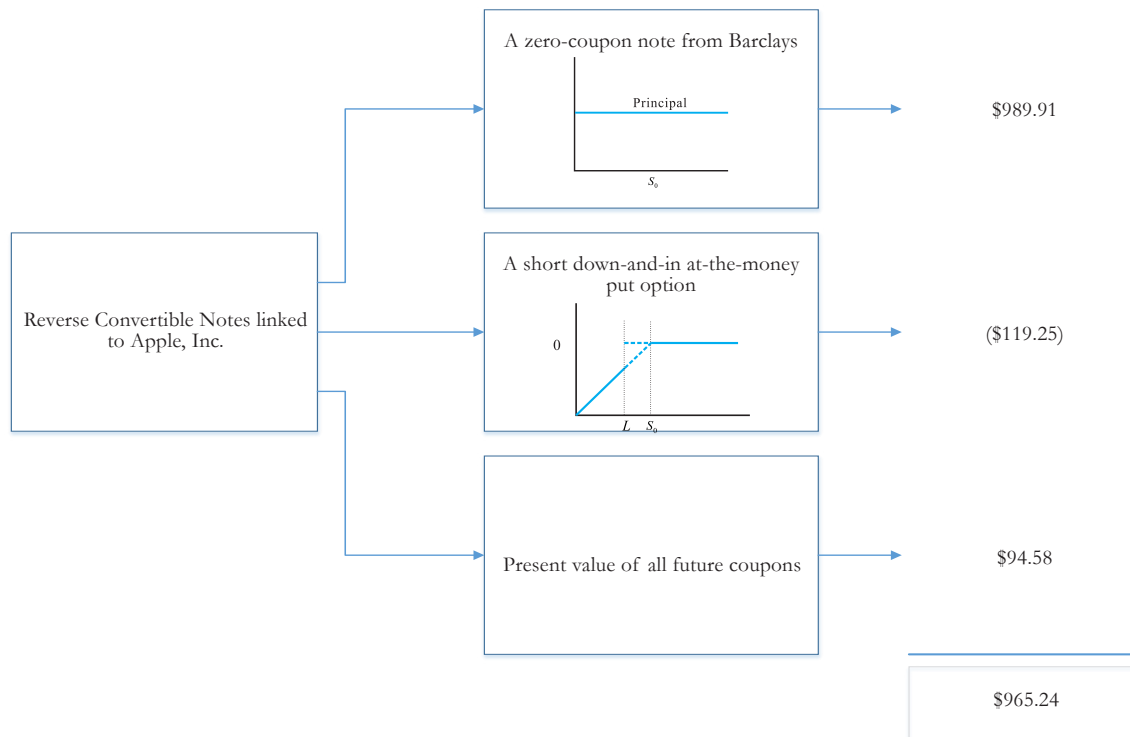 A zero-coupon note from Barclays
Principal
S₀
$989.91
Reverse Convertible Notes linked
to Apple, Inc.
A short down-and-in at-the-money
put option
0
L S₀
($119.25)
Present value of all future coupons
$94.58
$965.24